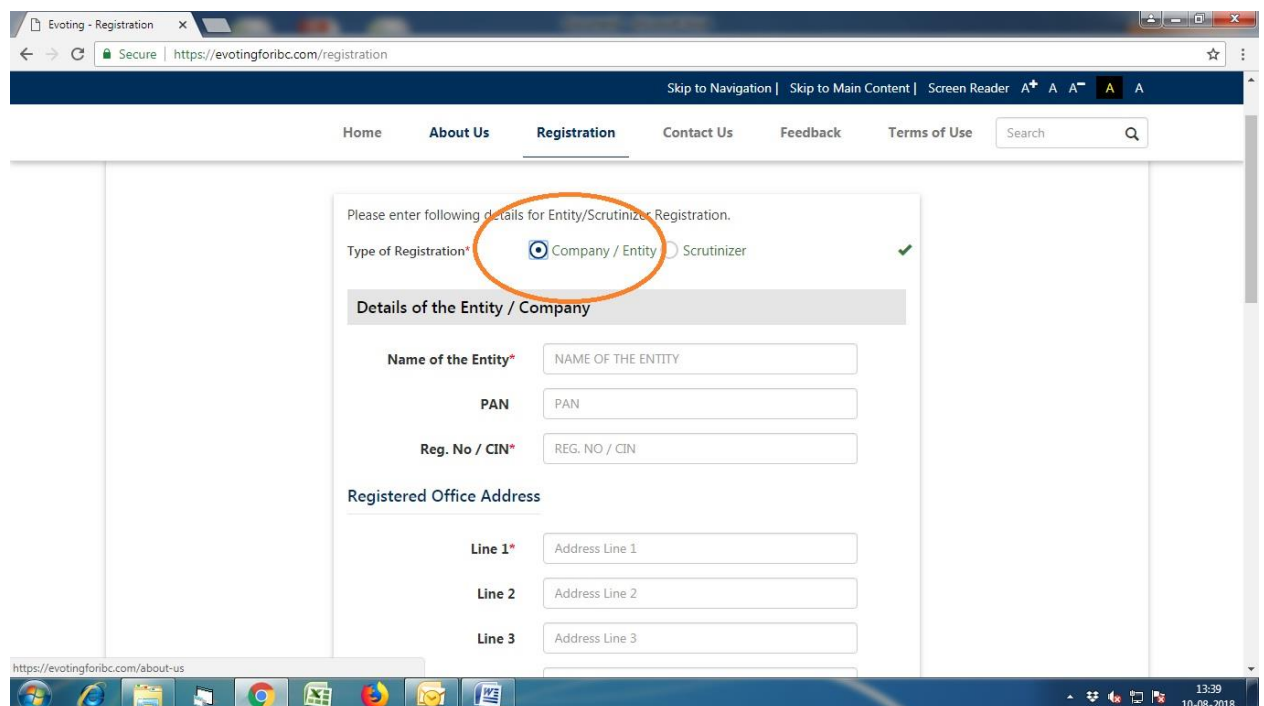 Evoting - Registration
Secure | https://evotingforibc.com/registration
Skip to Navigation | Skip to Main Content | Screen Reader A+ A A- A A
Home About Us Registration Contact Us Feedback Terms of Use Search
Please enter following details for Entity/Scrutinizer Registration.
Type of Registration* Company / Entity Scrutinizer
Details of the Entity / Company
Name of the Entity* NAME OF THE ENTITY
PAN PAN
Reg. No / CIN* REG. NO / CIN
Registered Office Address
Line 1* Address Line 1
Line 2 Address Line 2
Line 3 Address Line 3
https://evotingforibc.com/about-us
13:39
10-08-2018